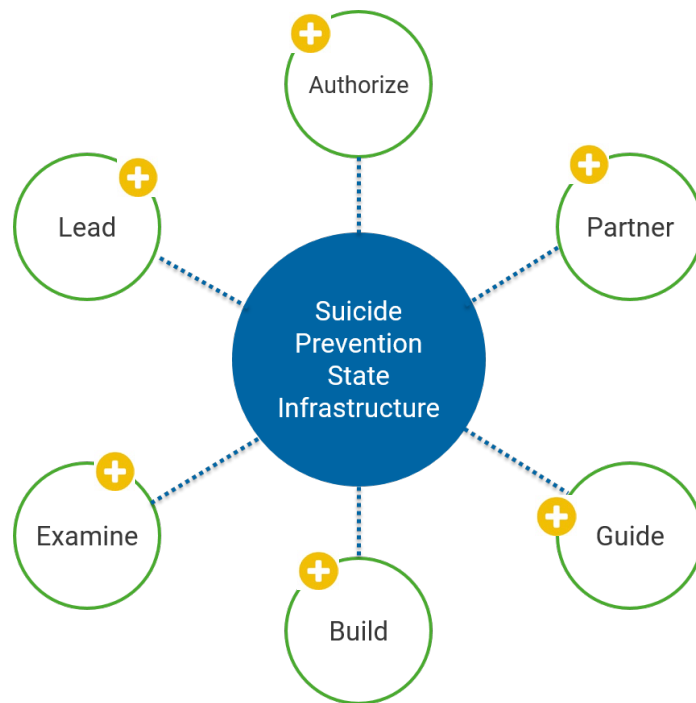 Authorize
Lead
Partner
Suicide
Prevention
State
Infrastructure
Examine
Guide
Build